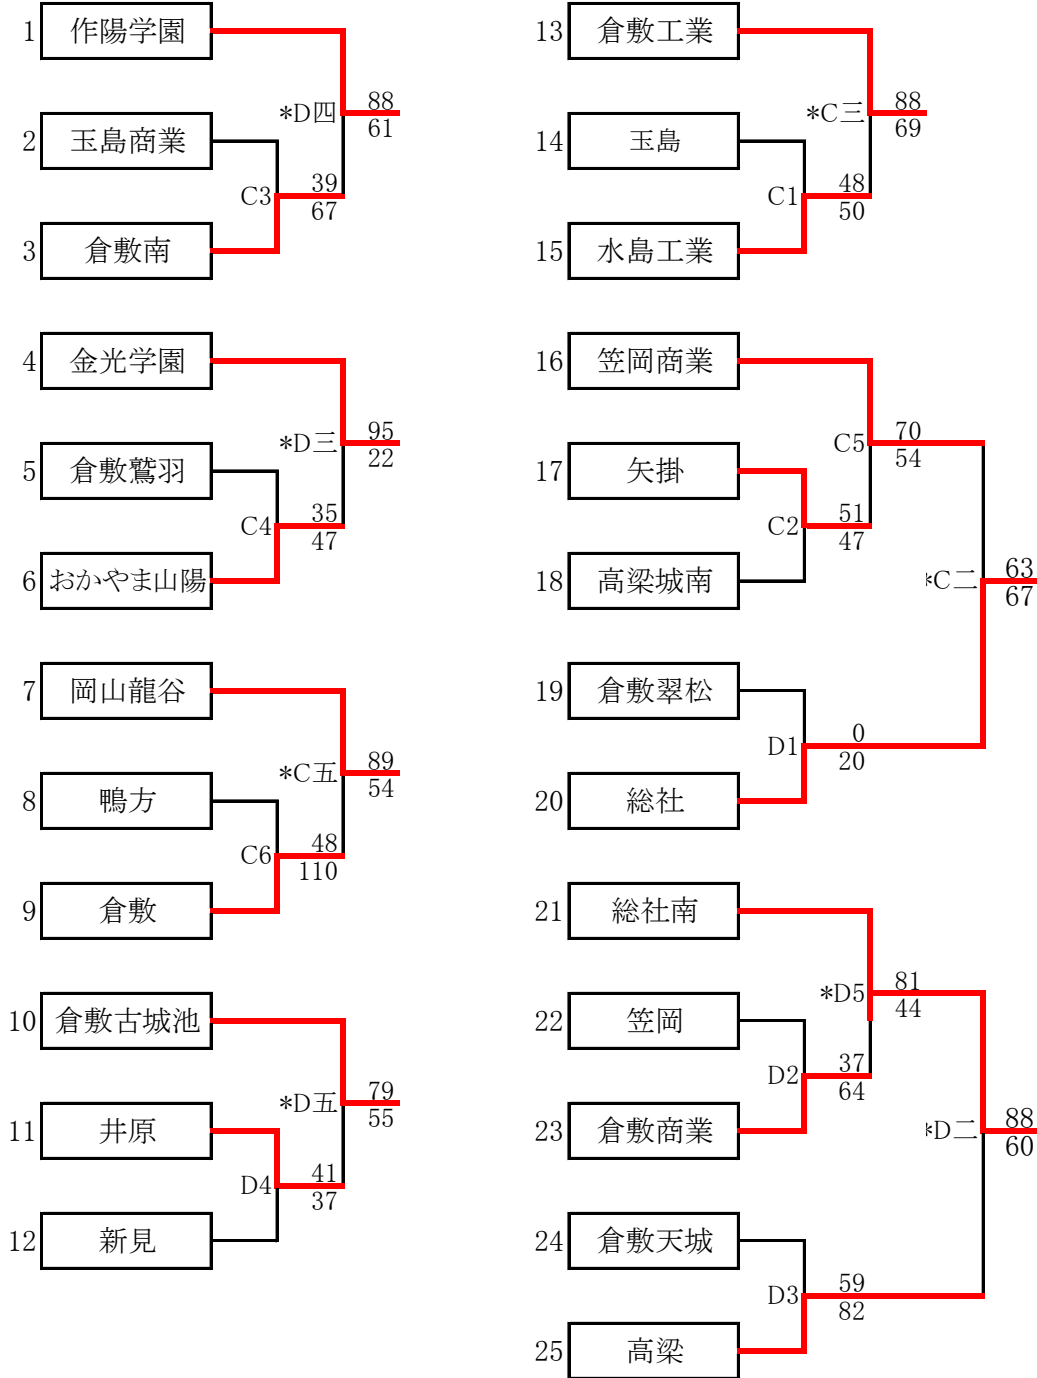 1 作陽学園
*D四 88
61
2 玉島商業
C3 39
67
3 倉敷南
4 金光学園
*D三 95
22
5 倉敷鷲羽
C4 35
47
6 おかやま山陽
7 岡山龍谷
*C五 89
54
8 鴨方
C6 48
110
9 倉敷
10 倉敷古城池
*D五 79
55
11 井原
D4 41
37
12 新見
13 倉敷工業
*C三 88
69
14 玉島
C1 48
50
15 水島工業
16 笠岡商業
C5 70
54
17 矢掛
C2 51
47
18 高梁城南
*C二 63
67
19 倉敷翠松
D1 0
20
20 総社
21 総社南
*D5 81
44
22 笠岡
D2 37
64
23 倉敷商業
*D二 88
60
24 倉敷天城
D3 59
82
25 高梁